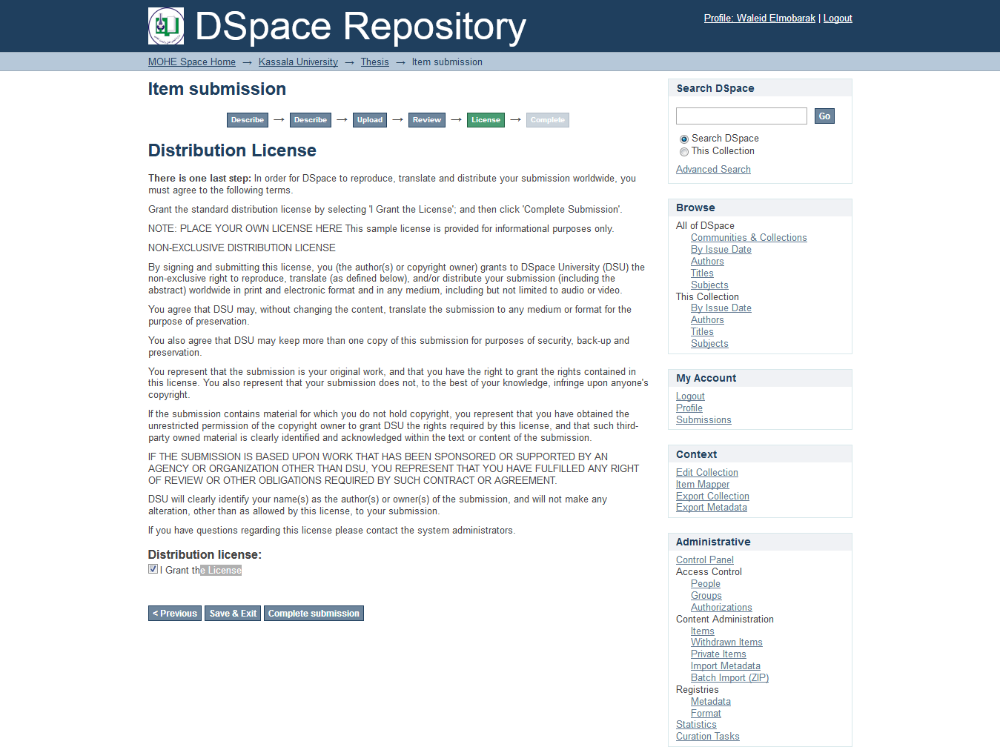 DSpace Repository
Profile: Waleid Elmobarak | Logout
MOHE Space Home → Kassala University → Thesis → Item submission
Item submission
Describe → Describe → Upload → Review → License → Complete
Distribution License
There is one last step: In order for DSpace to reproduce, translate and distribute your submission worldwide, you
must agree to the following terms.
Grant the standard distribution license by selecting 'I Grant the License'; and then click 'Complete Submission'.
NOTE: PLACE YOUR OWN LICENSE HERE This sample license is provided for informational purposes only.
NON-EXCLUSIVE DISTRIBUTION LICENSE
By signing and submitting this license, you (the author(s) or copyright owner) grants to DSpace University (DSU) the
non-exclusive right to reproduce, translate (as defined below), and/or distribute your submission (including the
abstract) worldwide in print and electronic format and in any medium, including but not limited to audio or video.
You agree that DSU may, without changing the content, translate the submission to any medium or format for the
purpose of preservation.
You also agree that DSU may keep more than one copy of this submission for purposes of security, back-up and
preservation.
You represent that the submission is your original work, and that you have the right to grant the rights contained in
this license. You also represent that your submission does not, to the best of your knowledge, infringe upon anyone's
copyright.
If the submission contains material for which you do not hold copyright, you represent that you have obtained the
unrestricted permission of the copyright owner to grant DSU the rights required by this license, and that such third-
party owned material is clearly identified and acknowledged within the text or content of the submission.
IF THE SUBMISSION IS BASED UPON WORK THAT HAS BEEN SPONSORED OR SUPPORTED BY AN
AGENCY OR ORGANIZATION OTHER THAN DSU, YOU REPRESENT THAT YOU HAVE FULFILLED ANY RIGHT
OF REVIEW OR OTHER OBLIGATIONS REQUIRED BY SUCH CONTRACT OR AGREEMENT.
DSU will clearly identify your name(s) as the author(s) or owner(s) of the submission, and will not make any
alteration, other than as allowed by this license, to your submission.
If you have questions regarding this license please contact the system administrators.
Distribution license:
I Grant the License
< Previous
Save & Exit
Complete submission
Search DSpace
Go
Search DSpace
This Collection
Advanced Search
Browse
All of DSpace
Communities & Collections
By Issue Date
Authors
Titles
Subjects
This Collection
By Issue Date
Authors
Titles
Subjects
My Account
Logout
Profile
Submissions
Context
Edit Collection
Item Mapper
Export Collection
Export Metadata
Administrative
Control Panel
Access Control
People
Groups
Authorizations
Content Administration
Items
Withdrawn Items
Private Items
Import Metadata
Batch Import (ZIP)
Registries
Metadata
Format
Statistics
Curation Tasks